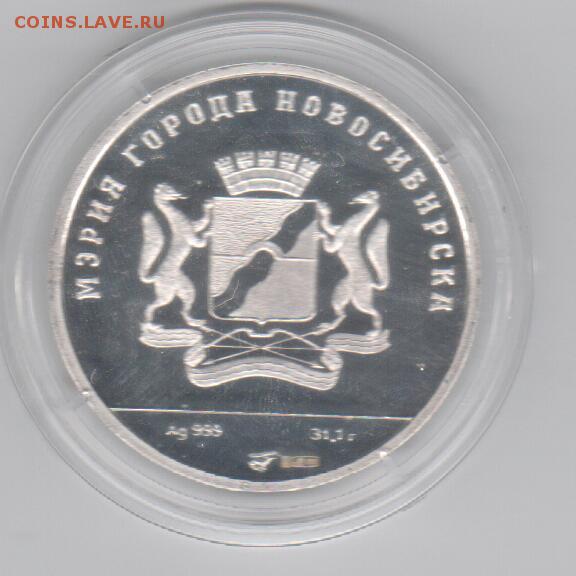 COINS.LAVE.RU
МЭРИЯ ГОРОДА НОВОСИБИРСКА
Ag 999 31,1 г